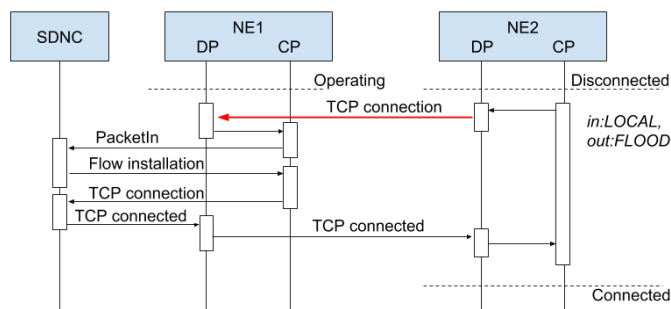 SDNC
NE1
DP CP
NE2
DP CP
Operating
Disconnected
TCP connection
in:LOCAL,
out:FLOOD
PacketIn
Flow installation
TCP connection
TCP connected
TCP connected
Connected